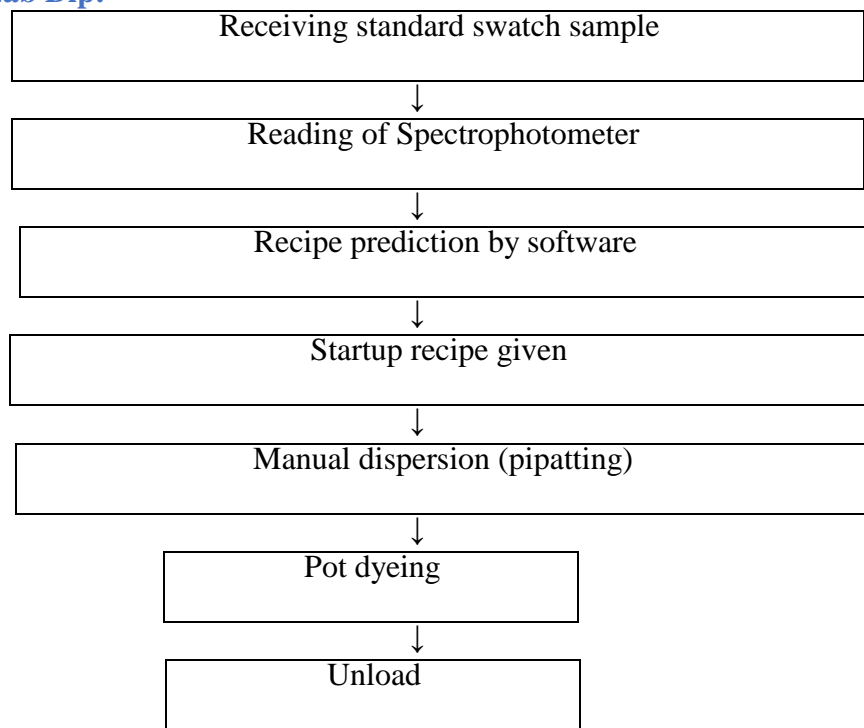 Dip:
Receiving standard swatch sample
↓
Reading of Spectrophotometer
↓
Recipe prediction by software
↓
Startup recipe given
↓
Manual dispersion (pipatting)
↓
Pot dyeing
↓
Unload